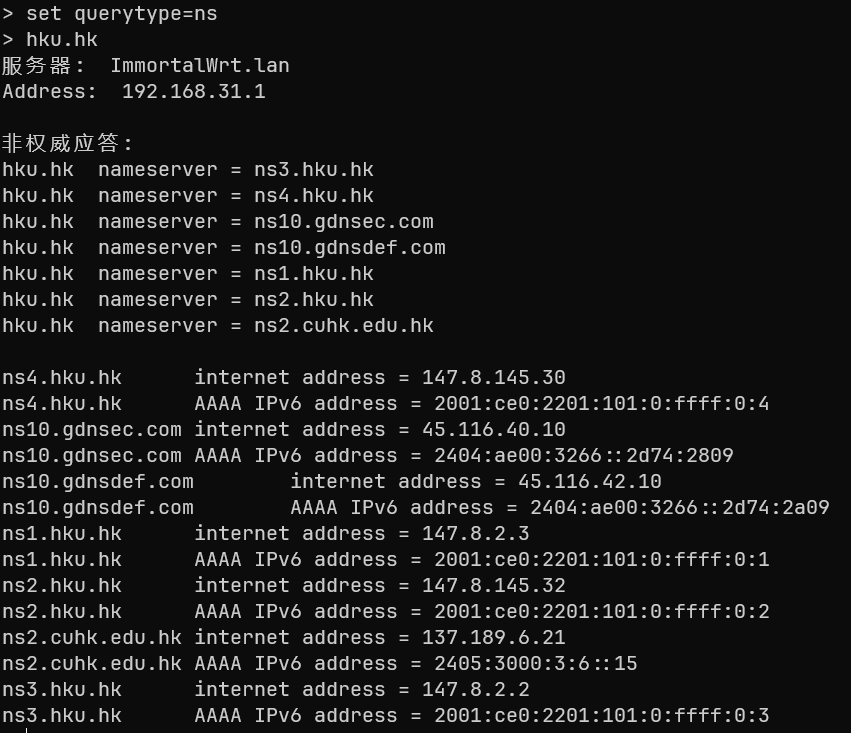 > set querytype=ns
> hku.hk
服务器:  ImmortalWrt.lan
Address:  192.168.31.1

非权威应答:
hku.hk  nameserver = ns3.hku.hk
hku.hk  nameserver = ns4.hku.hk
hku.hk  nameserver = ns10.gdnsec.com
hku.hk  nameserver = ns10.gdnsdef.com
hku.hk  nameserver = ns1.hku.hk
hku.hk  nameserver = ns2.hku.hk
hku.hk  nameserver = ns2.cuhk.edu.hk

ns4.hku.hk      internet address = 147.8.145.30
ns4.hku.hk      AAAA IPv6 address = 2001:ce0:2201:101:0:ffff:0:4
ns10.gdnsec.com internet address = 45.116.40.10
ns10.gdnsec.com AAAA IPv6 address = 2404:ae00:3266::2d74:2809
ns10.gdnsdef.com        internet address = 45.116.42.10
ns10.gdnsdef.com        AAAA IPv6 address = 2404:ae00:3266::2d74:2a09
ns1.hku.hk      internet address = 147.8.2.3
ns1.hku.hk      AAAA IPv6 address = 2001:ce0:2201:101:0:ffff:0:1
ns2.hku.hk      internet address = 147.8.145.32
ns2.hku.hk      AAAA IPv6 address = 2001:ce0:2201:101:0:ffff:0:2
ns2.cuhk.edu.hk internet address = 137.189.6.21
ns2.cuhk.edu.hk AAAA IPv6 address = 2405:3000:3:6::15
ns3.hku.hk      internet address = 147.8.2.2
ns3.hku.hk      AAAA IPv6 address = 2001:ce0:2201:101:0:ffff:0:3